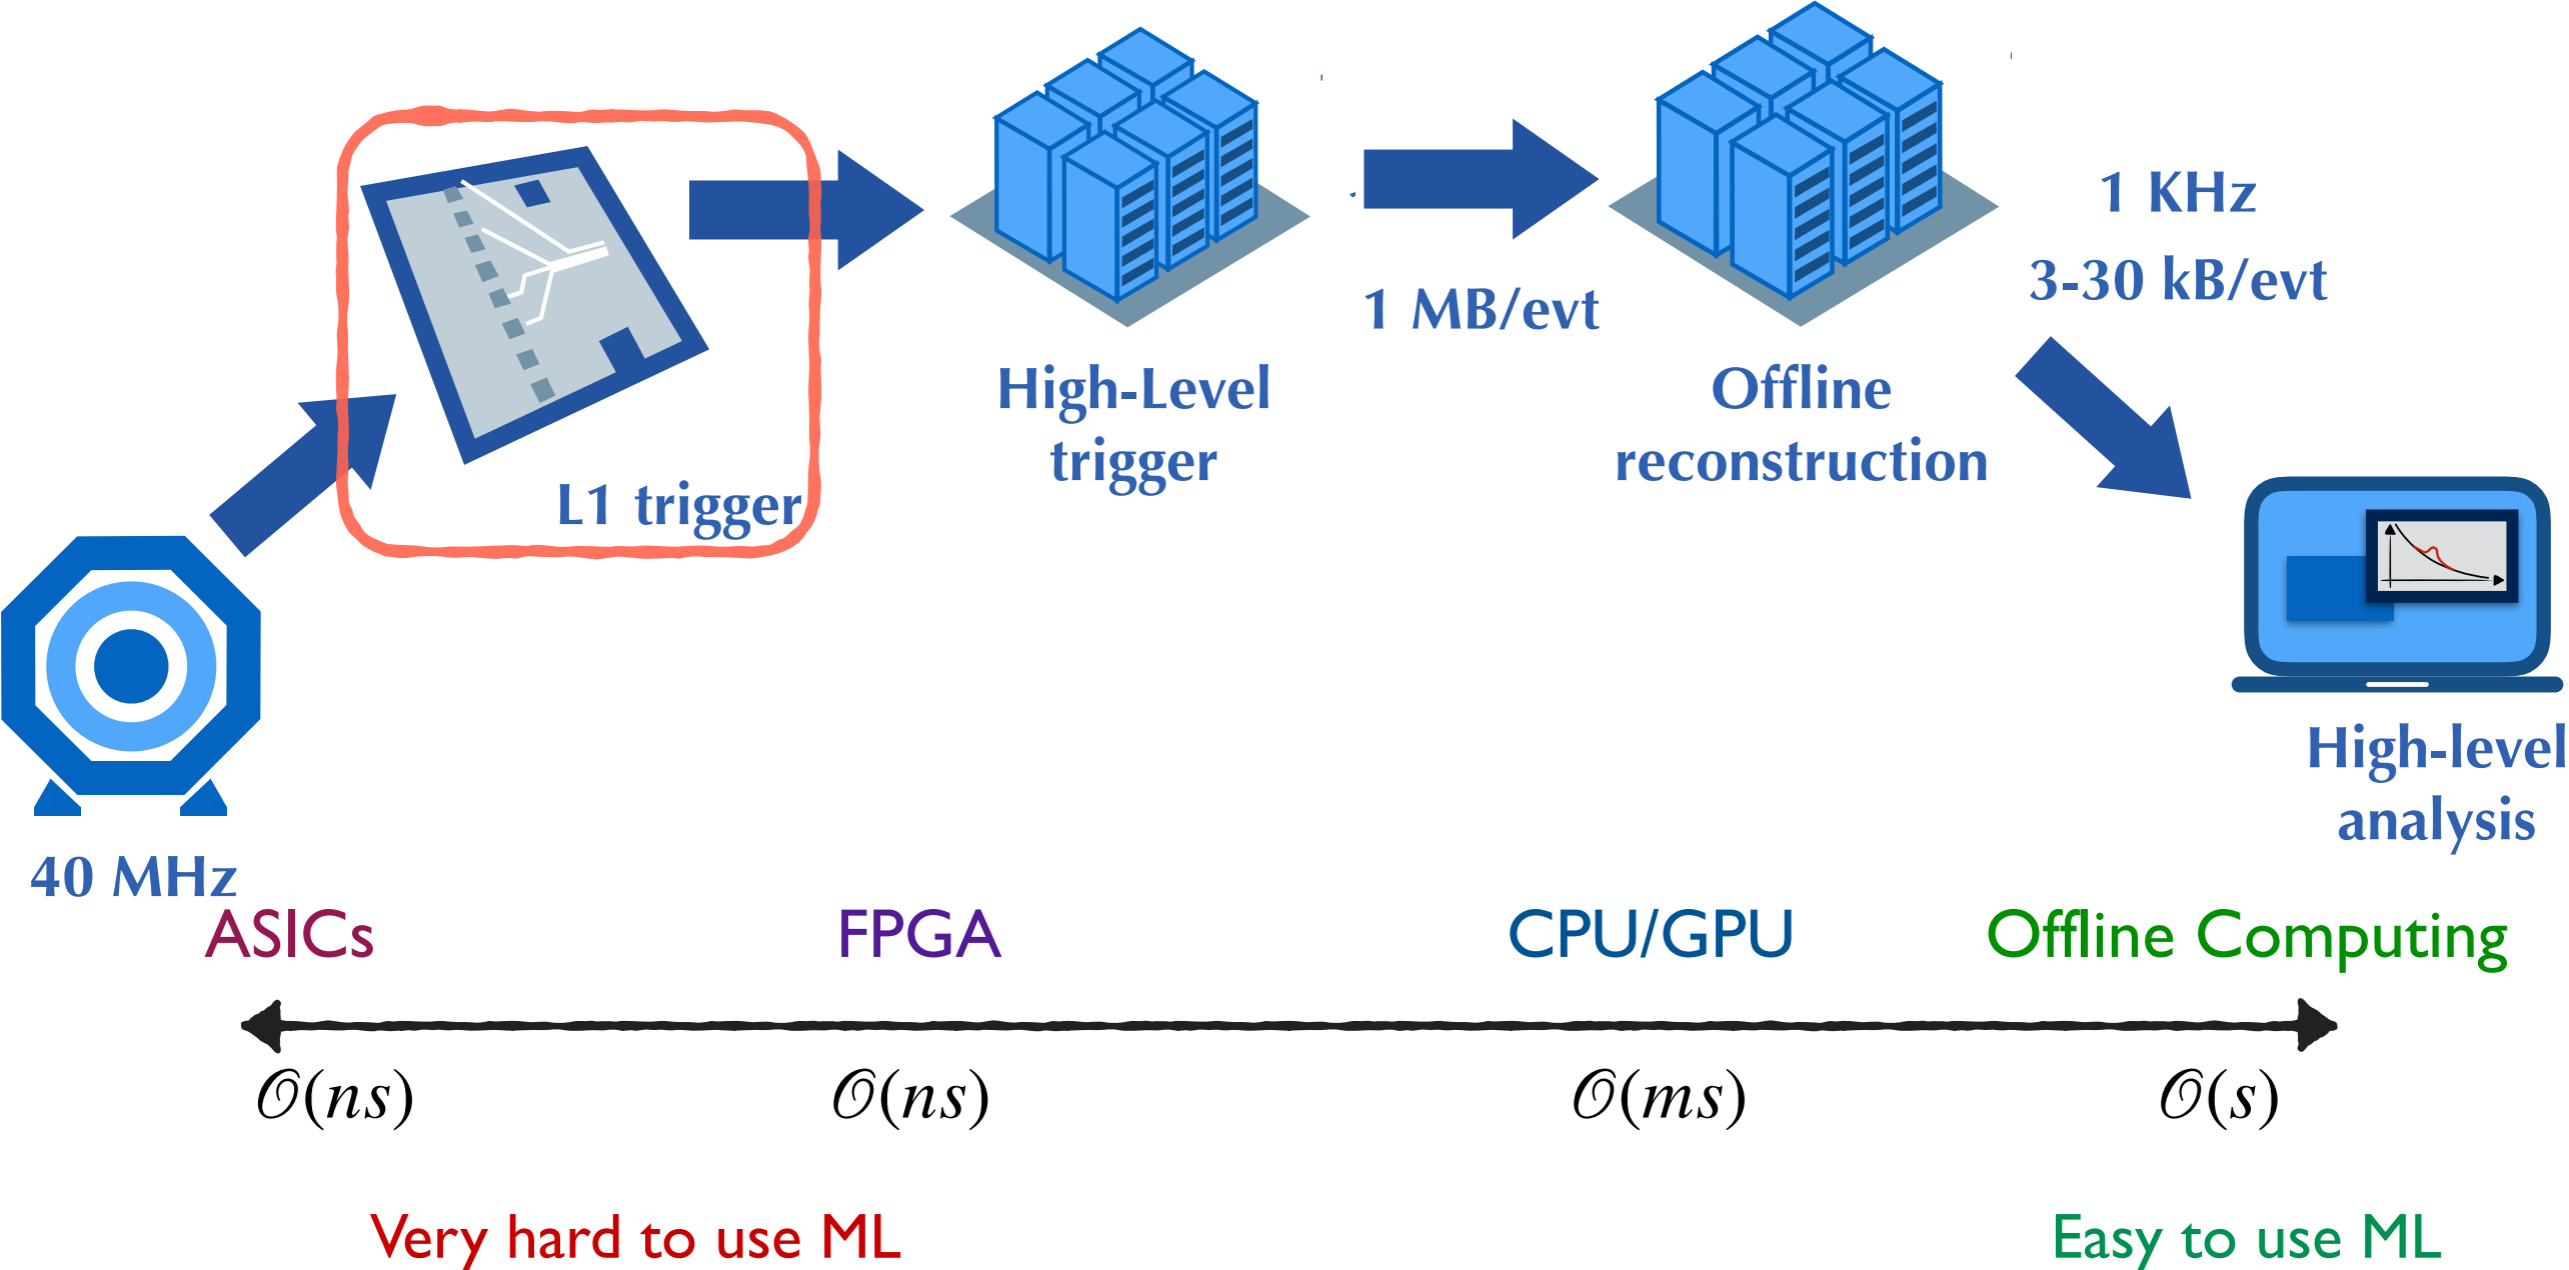 1 KHz
3-30 kB/evt
1 MB/evt
High-Level
trigger
Offline
reconstruction
L1 trigger
High-level
analysis
40 MHz
ASICs
FPGA
CPU/GPU
Offline Computing
𝒪(ns)
𝒪(ns)
𝒪(ms)
𝒪(s)
Very hard to use ML
Easy to use ML